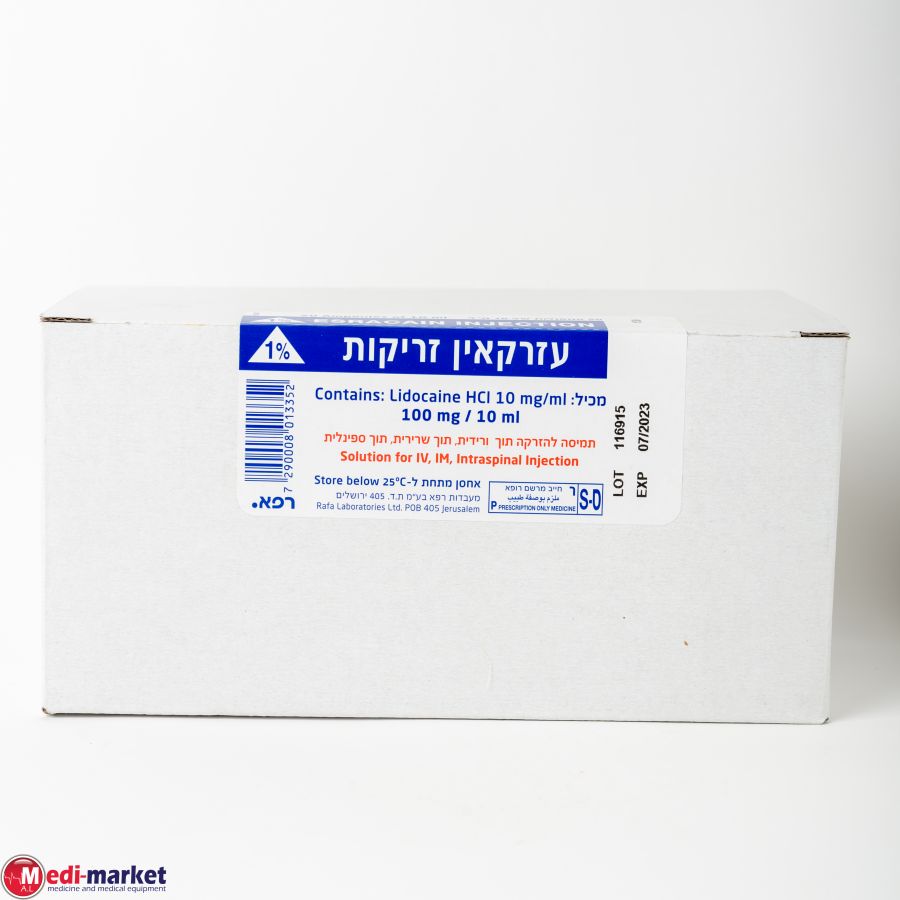 ESRACAIN INJECTION
1%
עזרקאין זריקות
Contains: Lidocaine HCl 10 mg/ml :מכיל
100 mg / 10 ml
תמיסה להזרקה תוך ורידית, תוך שרירית, תוך ספינלית
Solution for IV, IM, Intraspinal Injection
Store below 25°C-אחסן מתחת ל
מעבדות רפא בע"מ ת.ד. 405 ירושלים
Rafa Laboratories Ltd. POB 405 Jerusalem
חייב מרשם רופא ר
ملزم بوصفة طبيب
P PRESCRIPTION ONLY MEDICINE
S-D
7 290008 013352
רפא.
LOT 116915
EXP 07/2023
Medi-market
A.L
medicine and medical equipment